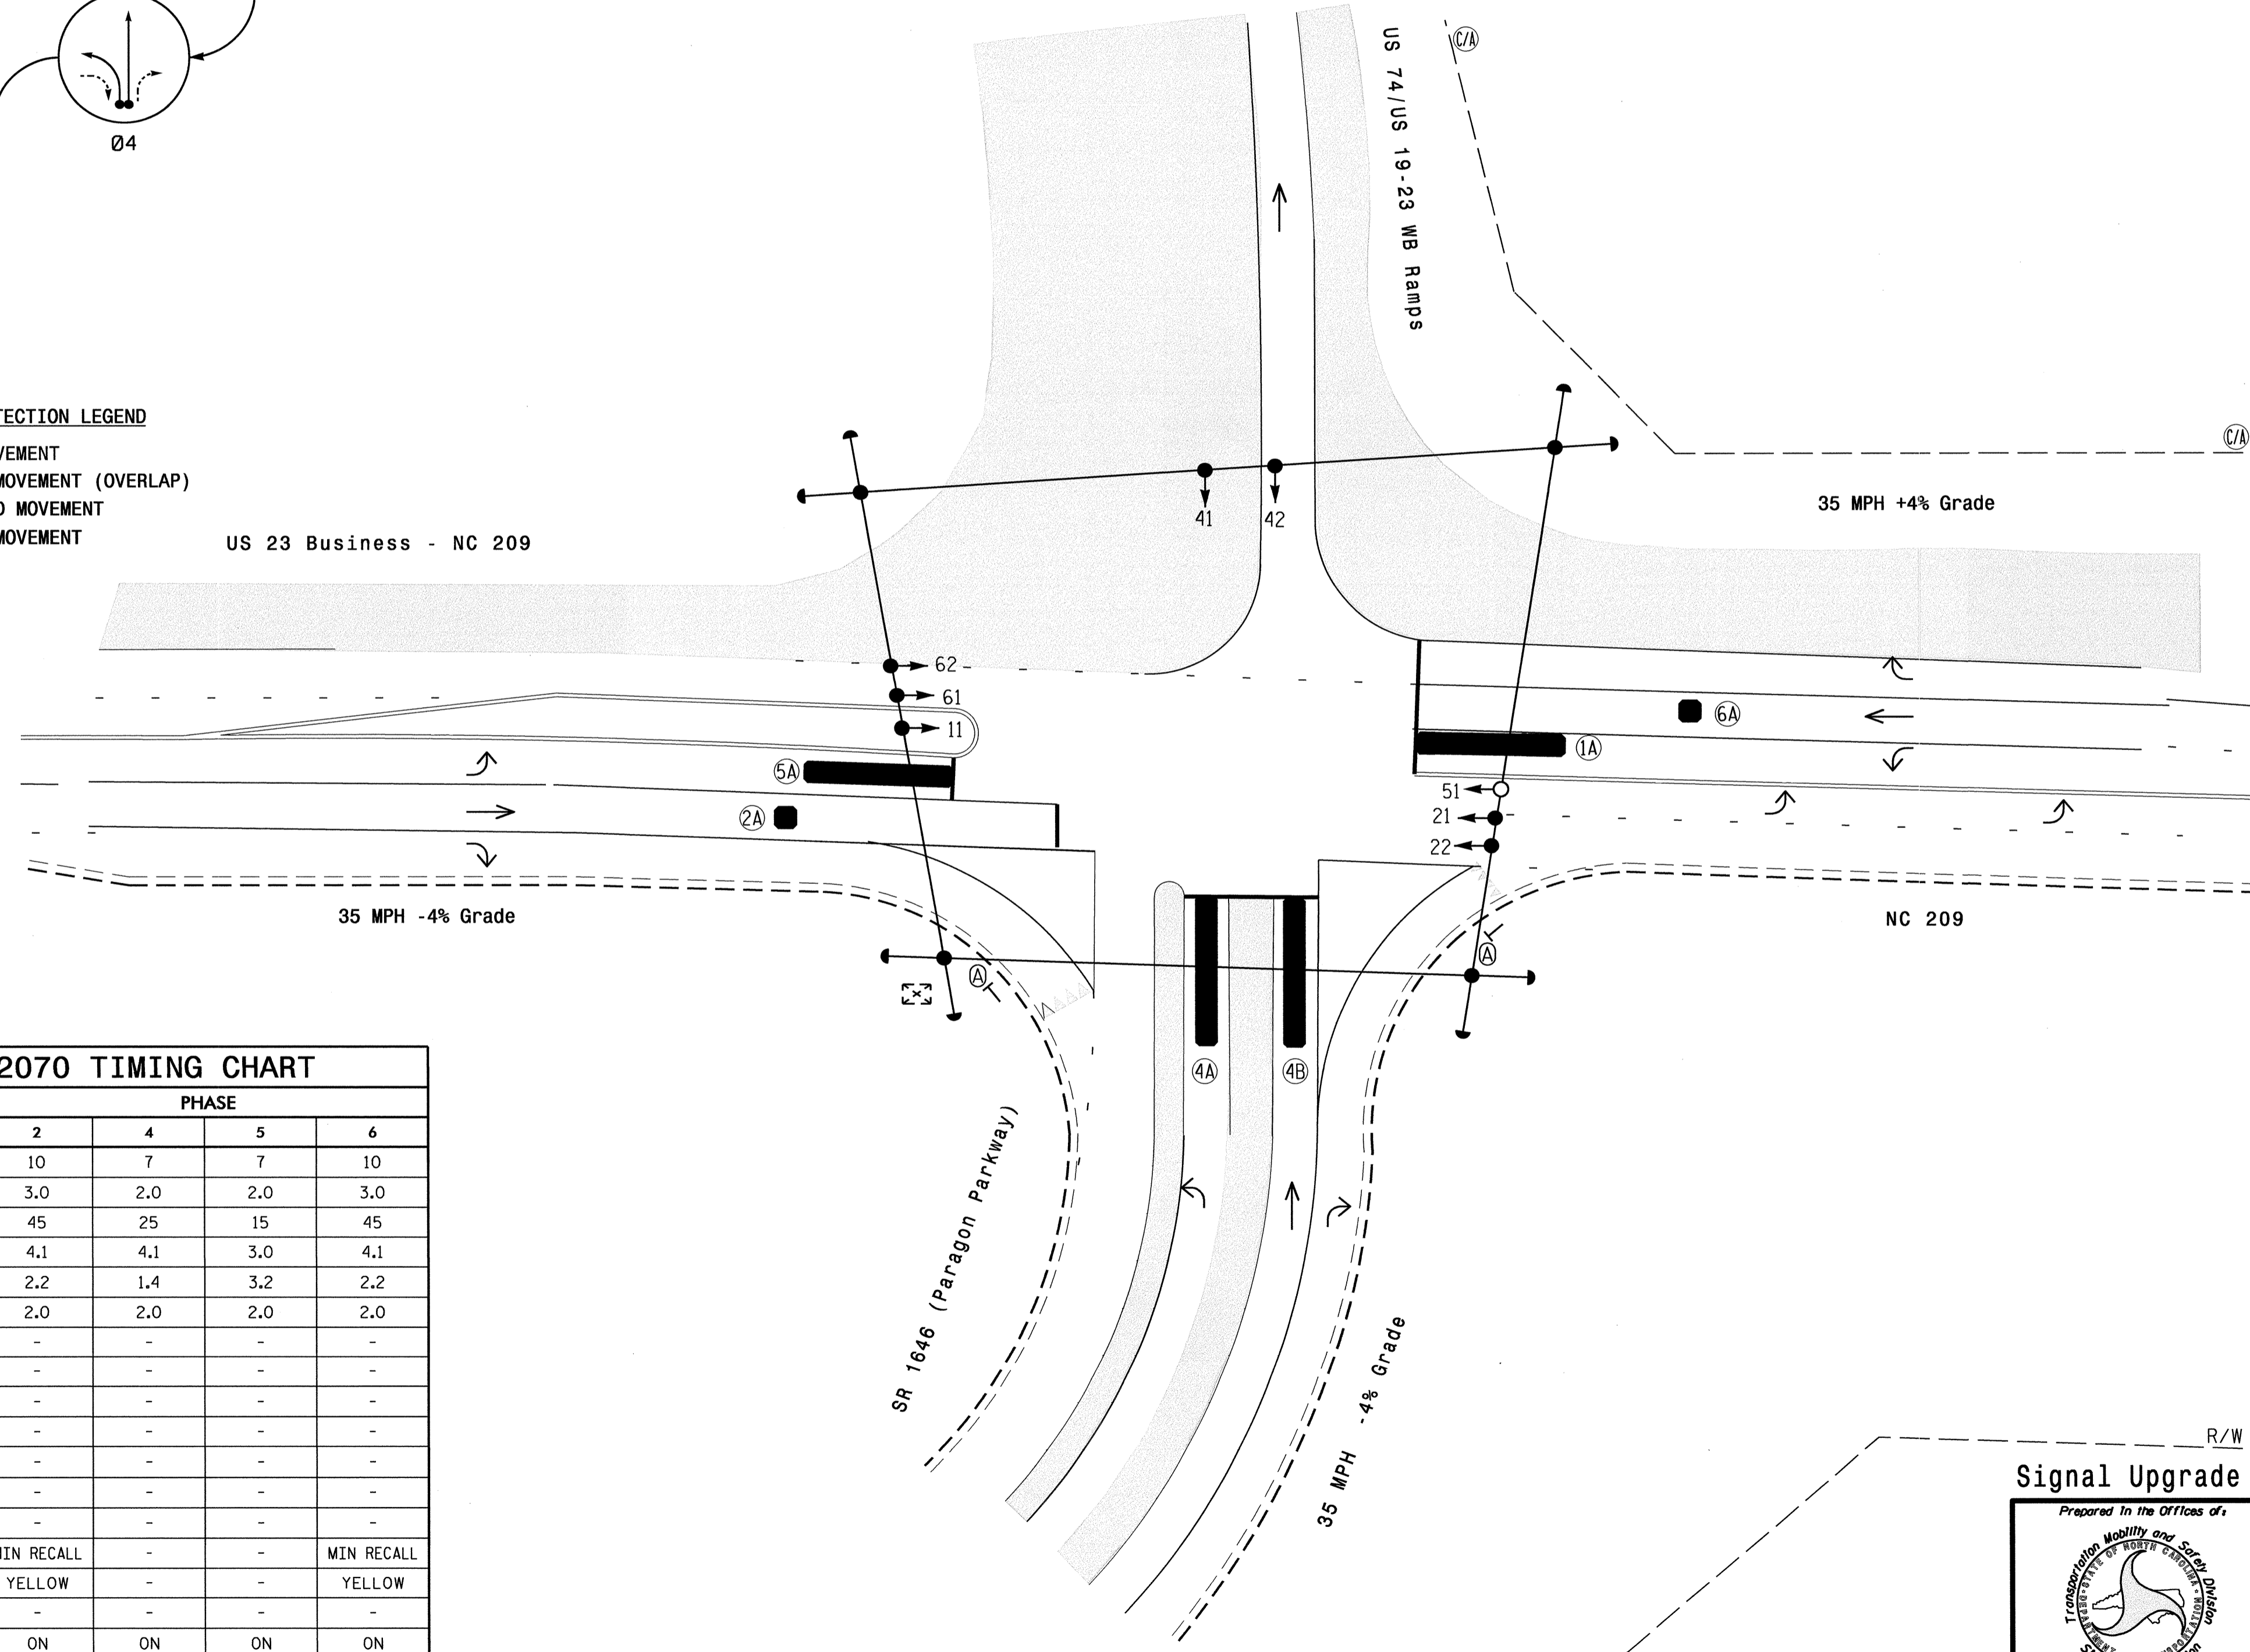 Ø4
TECTION LEGEND
VEMENT
MOVEMENT (OVERLAP)
D MOVEMENT
MOVEMENT
US 23 Business - NC 209
US 74/US 19-23 WB Ramps
C/A
C/A
35 MPH +4% Grade
41
42
62
61
11
6A
1A
5A
2A
51
21
22
35 MPH -4% Grade
NC 209
A
A
X
4A
4B
SR 1646 (Paragon Parkway)
35 MPH -4% Grade
2070 TIMING CHART
PHASE
2 4 5 6
10 7 7 10
3.0 2.0 2.0 3.0
45 25 15 45
4.1 4.1 3.0 4.1
2.2 1.4 3.2 2.2
2.0 2.0 2.0 2.0
- - - -
- - - -
- - - -
- - - -
- - - -
- - - -
- - - -
MIN RECALL - - MIN RECALL
YELLOW - - YELLOW
- - - -
ON ON ON ON
R/W
Signal Upgrade
Prepared in the Offices of:
Transportation Mobility and Safety Division
STATE OF NORTH CAROLINA